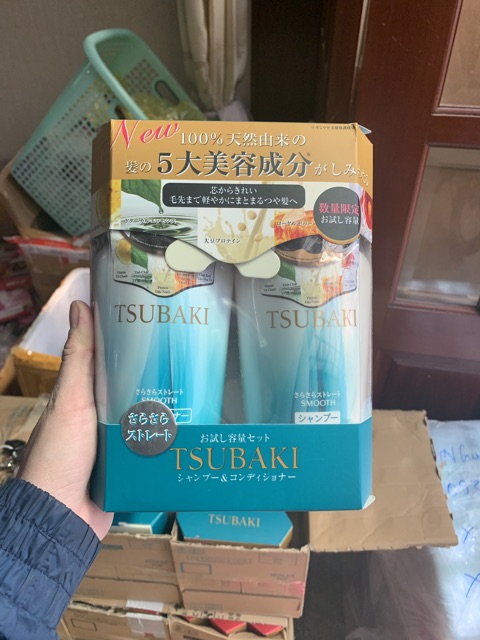 New
100%天然由来の
髪の5大美容成分*がしみ
芯からきれい
毛先まで軽やかにまとまるつや髪へ
数量限定
お試し容量
大豆プロテイン
TSUBAKI
TSUBAKI
さらさらストレート
SMOOTH
さらさらストレート
SMOOTH
シャンプー
さらさら
ストレート
お試し容量セット
TSUBAKI
シャンプー&コンディショナー
TSUBAKI